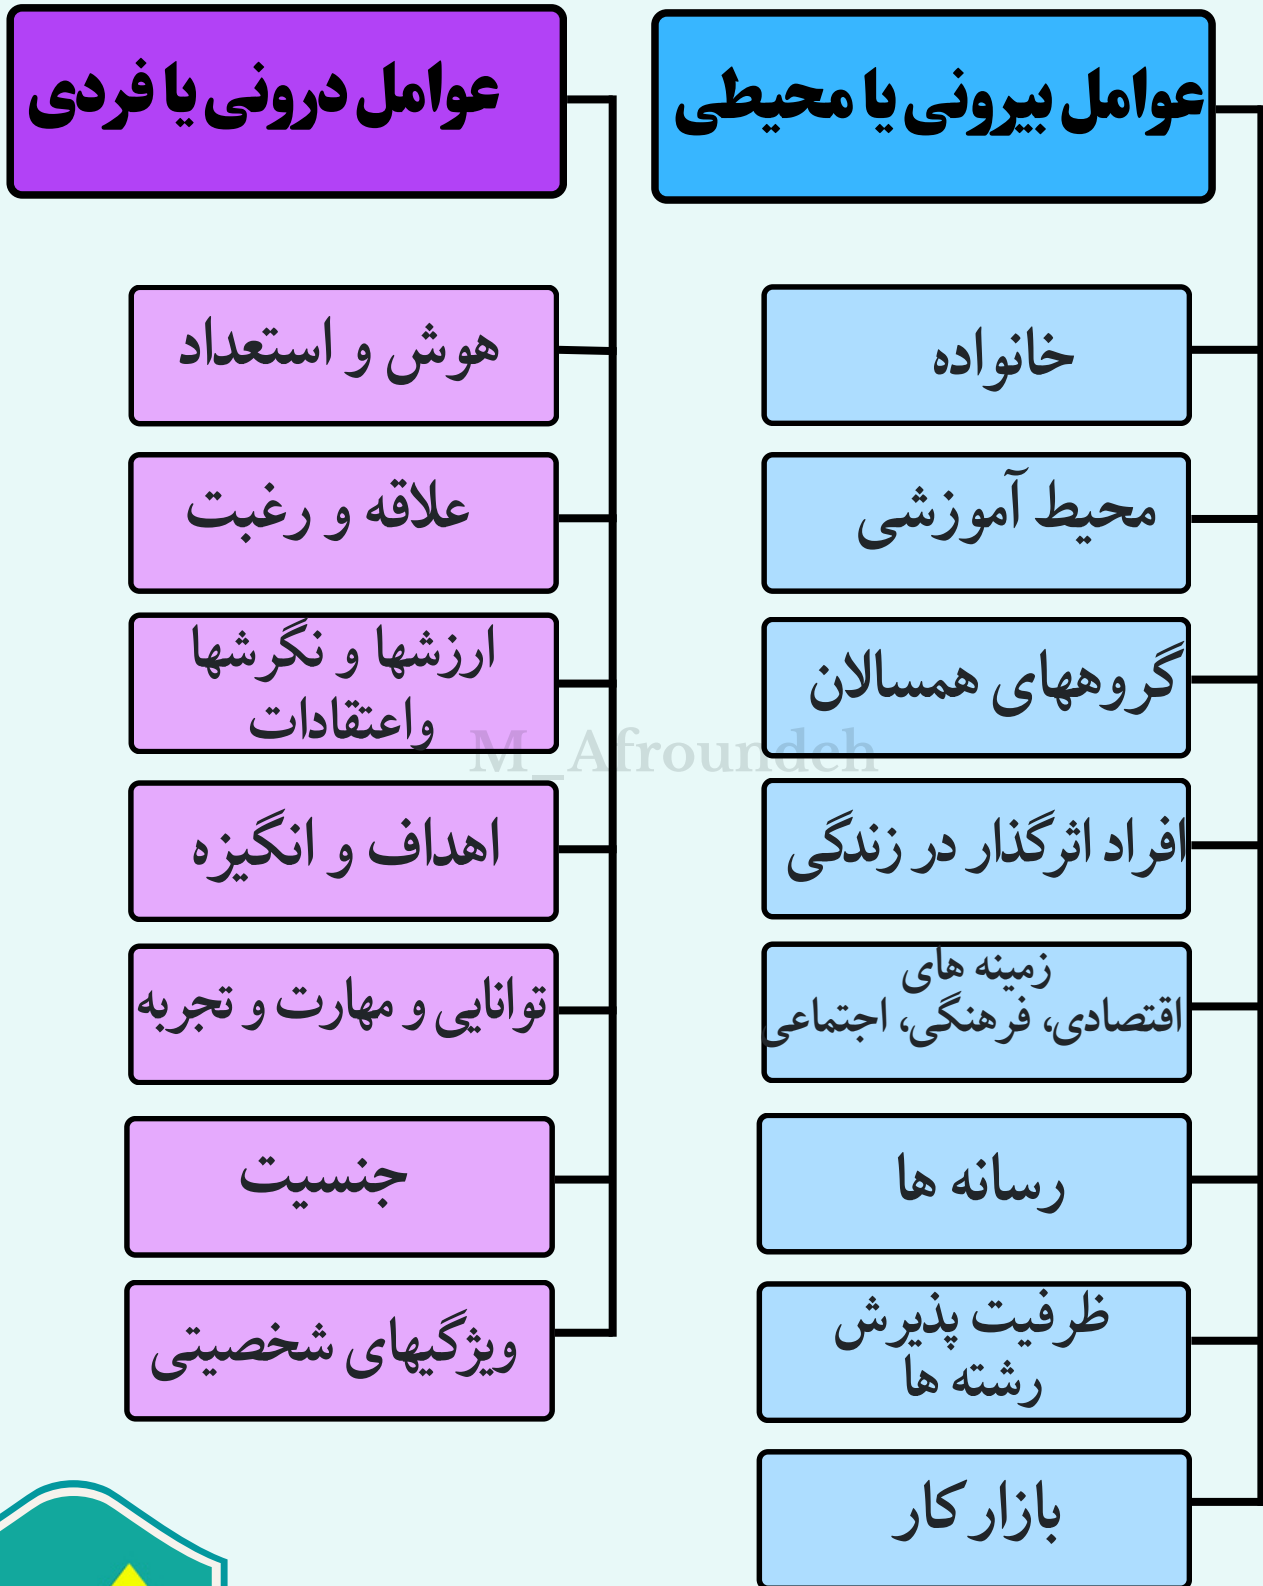 عوامل بیرونی یا محیطی
خانواده
محیط آموزشی
گروههای همسالان
افراد اثرگذار در زندگی
زمینه های
اقتصادی، فرهنگی، اجتماعی
رسانه ها
ظرفیت پذیرش
رشته ها
بازار کار
عوامل درونی یا فردی
هوش و استعداد
علاقه و رغبت
ارزشها و نگرشها
واعتقادات
اهداف و انگیزه
توانایی و مهارت و تجربه
جنسیت
ویژگیهای شخصیتی
M_Afroundeh